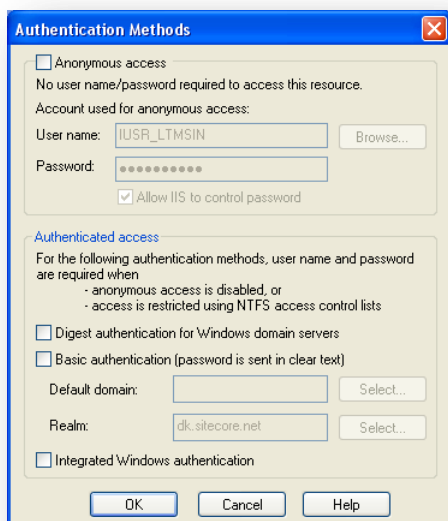 Authentication Methods
Anonymous access
No user name/password required to access this resource.
Account used for anonymous access:
User name: IUSR_LTMSIN Browse...
Password: ●●●●●●●●●●
Allow IIS to control password
Authenticated access
For the following authentication methods, user name and password
are required when
- anonymous access is disabled, or
- access is restricted using NTFS access control lists
Digest authentication for Windows domain servers
Basic authentication (password is sent in clear text)
Default domain: Select...
Realm: dk.sitecore.net Select...
Integrated Windows authentication
OK Cancel Help